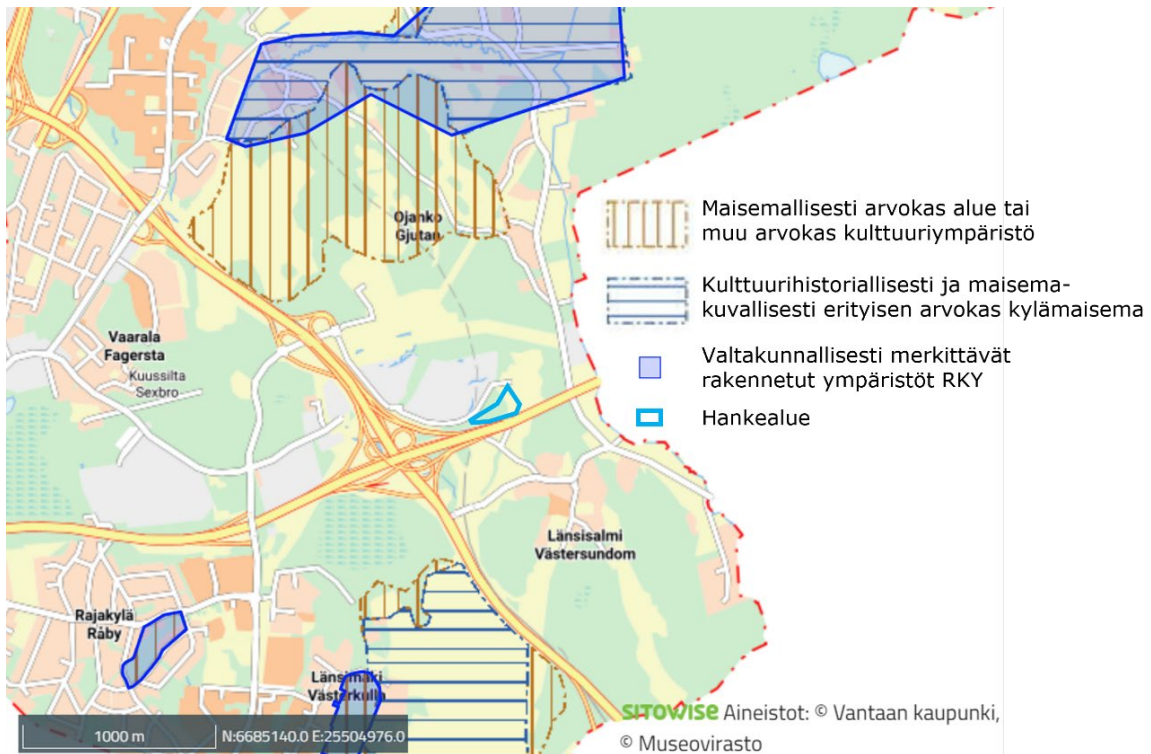 Ojanko
Gjutan
Maisemallisesti arvokas alue tai
muu arvokas kulttuuriympäristö
Kulttuurihistoriallisesti ja maisema-
kuvallisesti erityisen arvokas kylämaisema
Valtakunnallisesti merkittävät
rakennetut ympäristöt RKY
Hankealue
Vaarala
Fagersta
Kuussilta
Sexbro
Länsisalmi
Västersundom
Rajakylä
Råby
Länsimäki
Västerkulla
1000 m
N:6685140.0 E:25504976.0
SITOWISE Aineistot: © Vantaan kaupunki,
© Museovirasto